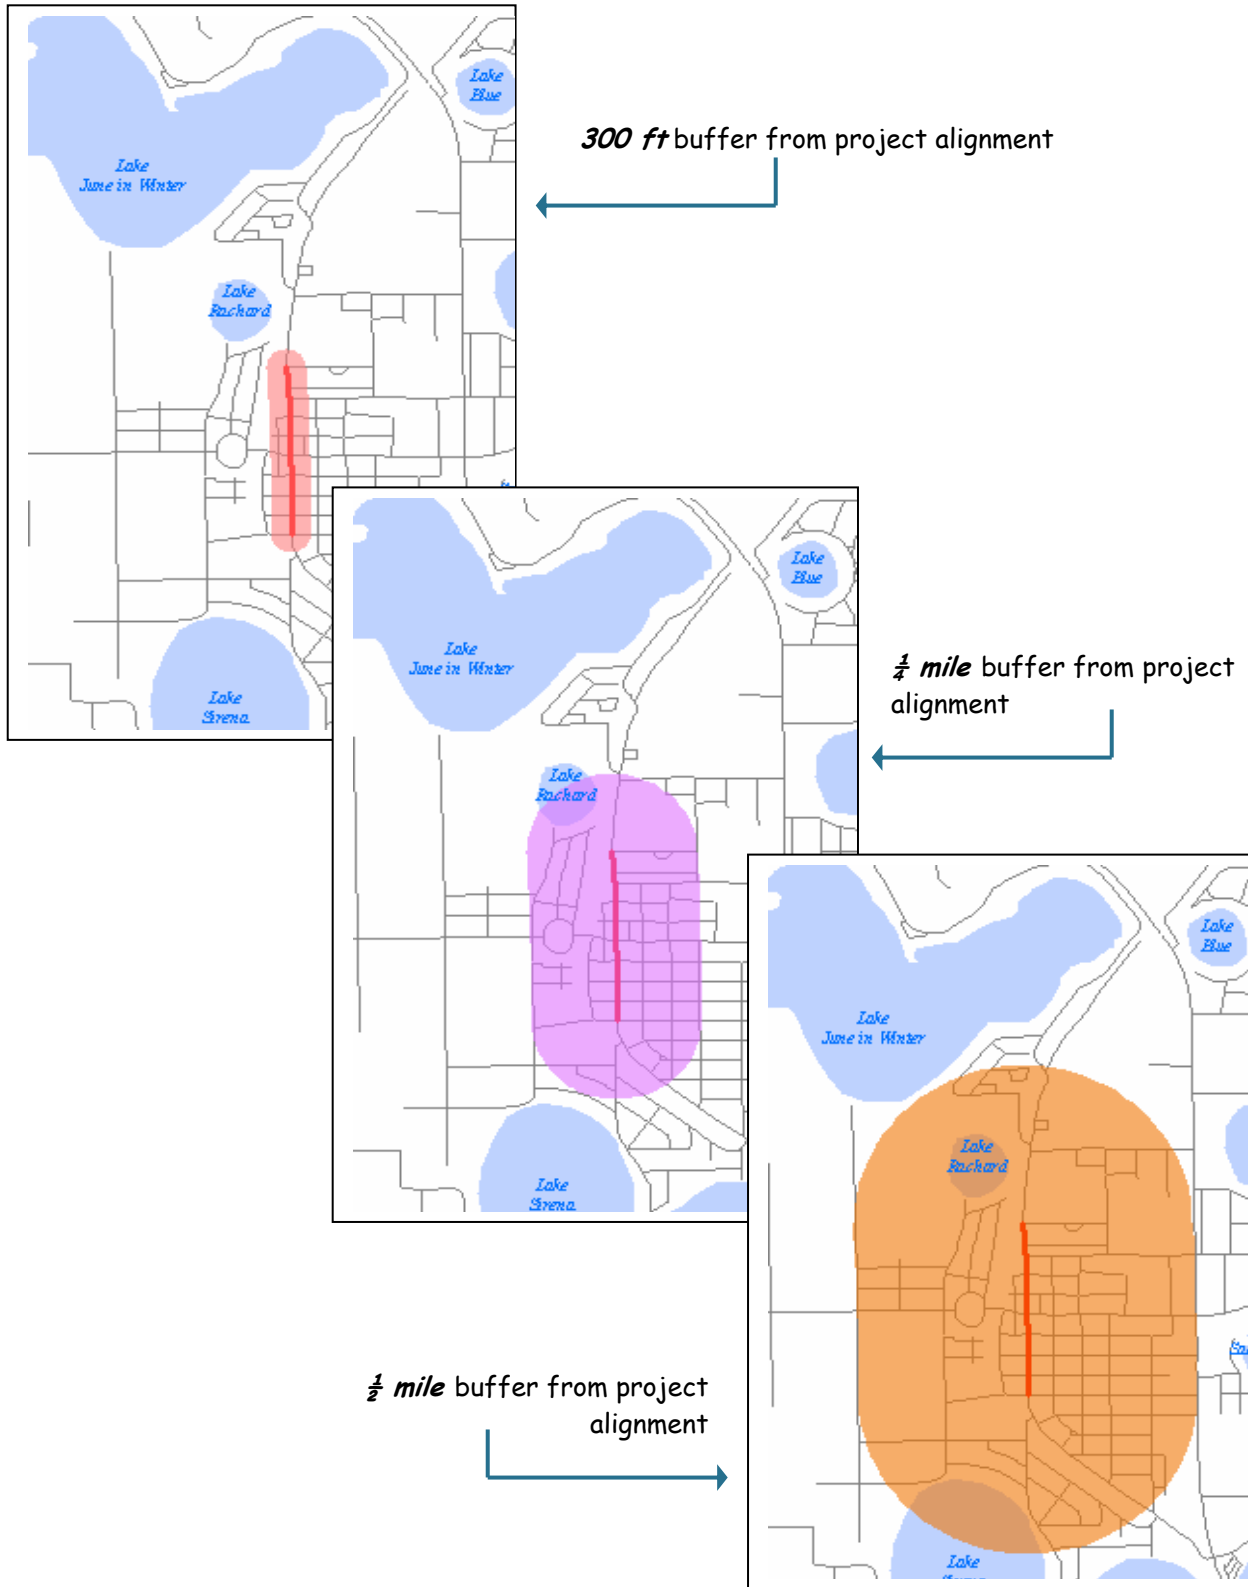 Lake
Blue
300 ft buffer from project alignment
Lake
June in Winter
Lake
Rachard
Lake
Sirena
Lake
Blue
Lake
June in Winter
¼ mile buffer from project
alignment
Lake
Rachard
Lake
Sirena
Lake
Blue
Lake
June in Winter
Lake
Rachard
½ mile buffer from project
alignment
Lake